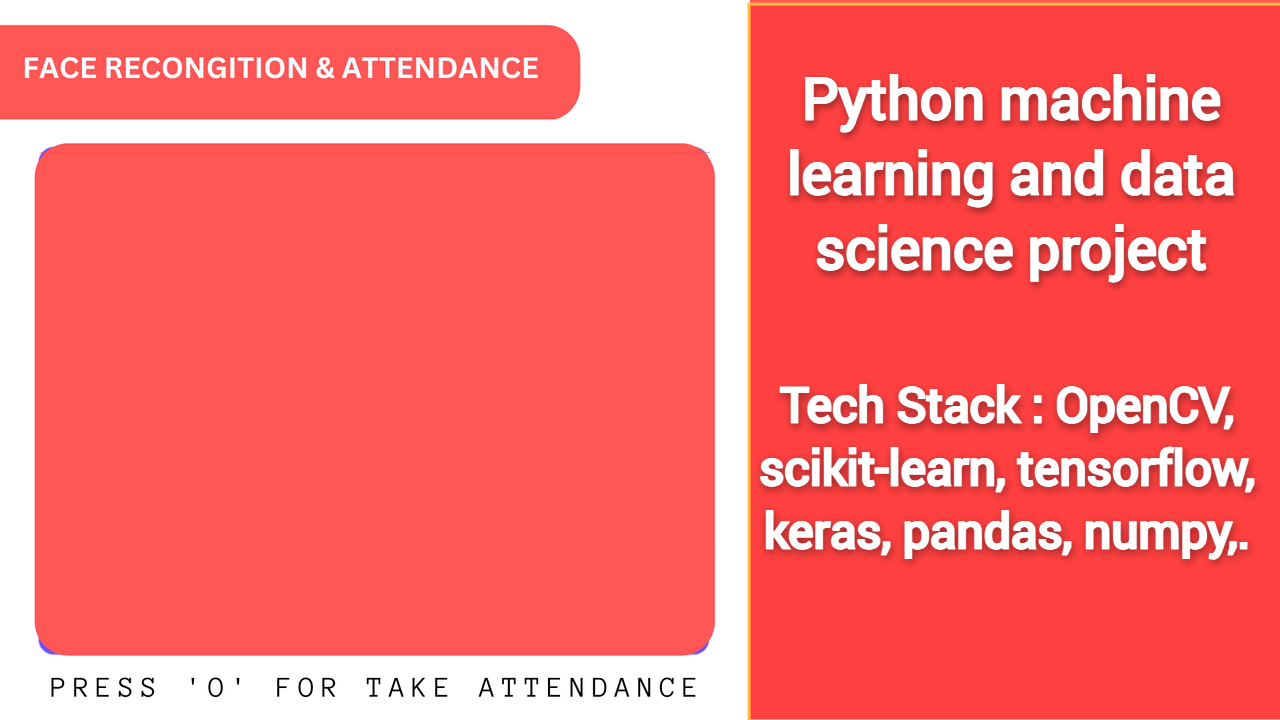 FACE RECONGITION & ATTENDANCE
PRESS 'O' FOR TAKE ATTENDANCE
Python machine
learning and data
science project
Tech Stack : OpenCV,
scikit-learn, tensorflow,
keras, pandas, numpy,.